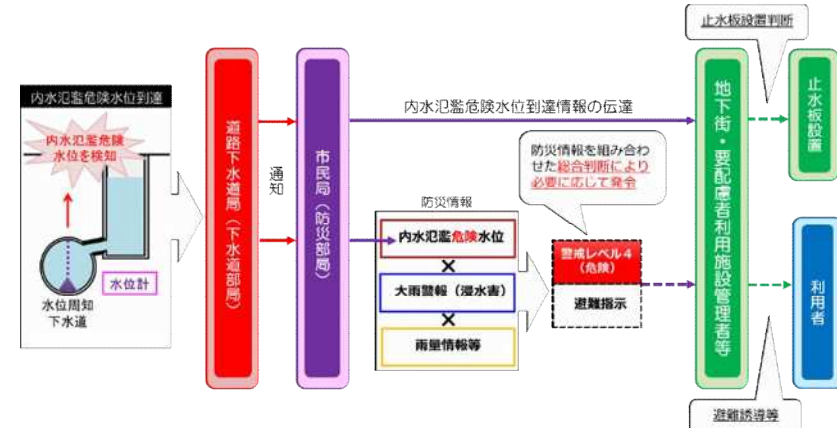 内水氾濫危険水位到達
内水氾濫危険
水位を検知
水位計
水位周知
下水道
道路下水道局（下水道部局）
通知
市民局（防災部局）
内水氾濫危険水位到達情報の伝達
防災情報を組み合わ
せた総合判断により
必要に応じて発令
防災情報
内水氾濫危険水位
×
大雨警報（浸水害）
×
雨量情報等
警戒レベル４
（危険）
避難指示
地下街・要配慮者利用施設管理者等
止水板設置判断
止水板設置
利用者
避難誘導等